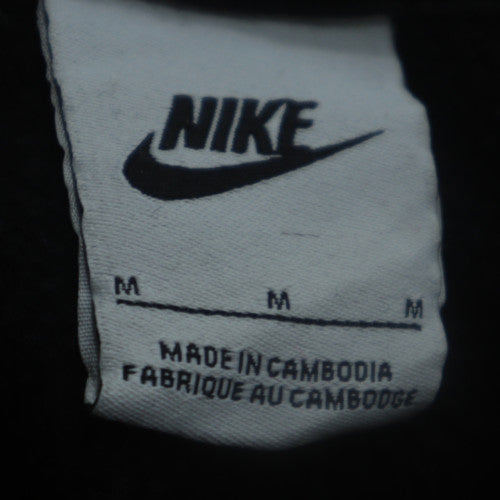 NIKE
M M M
MADE IN CAMBODIA
FABRIQUE AU CAMBODGE